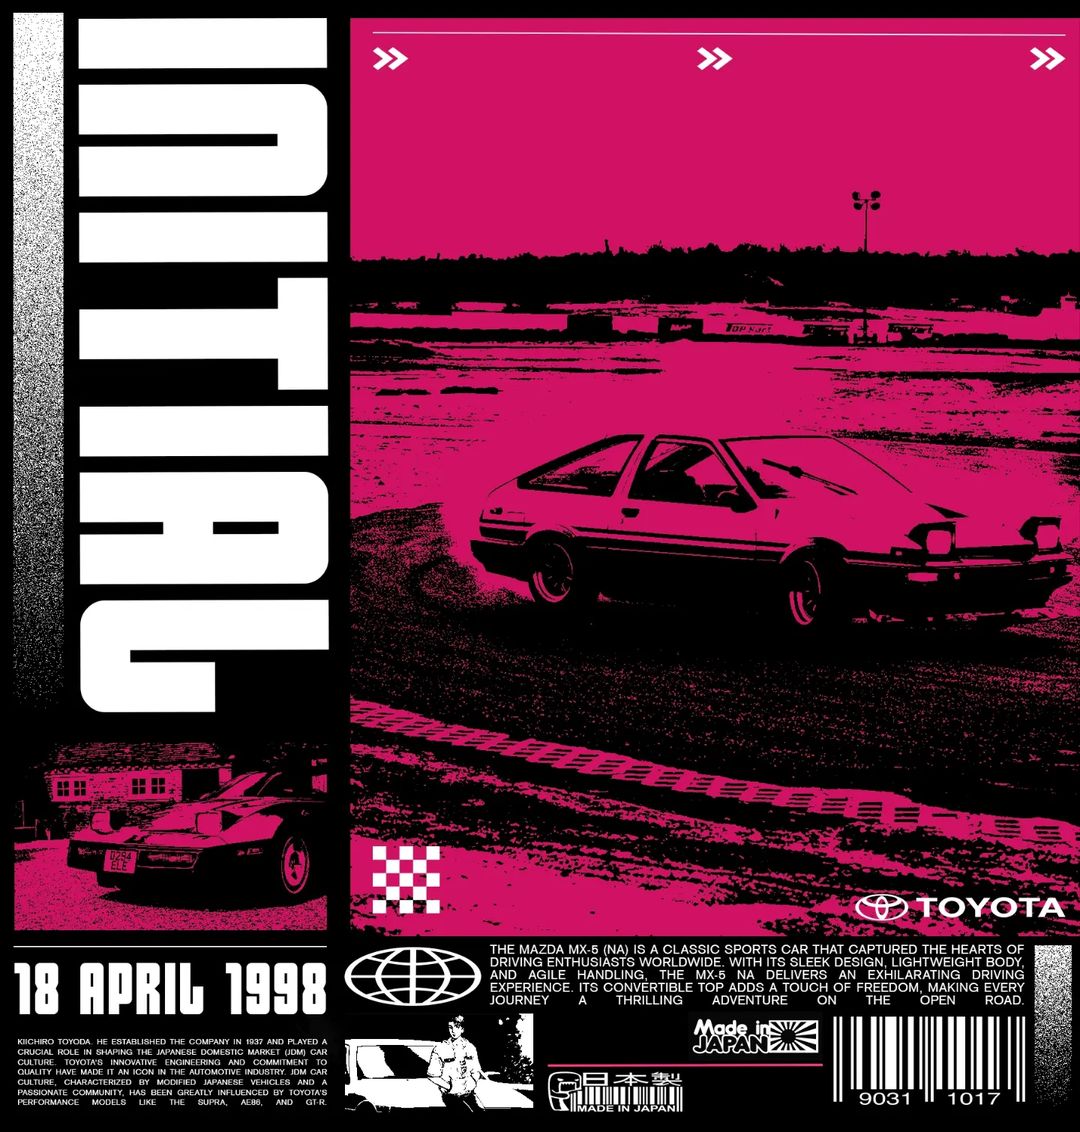 INITIAL
TOP KART
D294
ELE
TOYOTA
18 APRIL 1998
KIICHIRO TOYODA. HE ESTABLISHED THE COMPANY IN 1937 AND PLAYED A
CRUCIAL ROLE IN SHAPING THE JAPANESE DOMESTIC MARKET (JDM) CAR
CULTURE. TOYOTA'S INNOVATIVE ENGINEERING AND COMMITMENT TO
QUALITY HAVE MADE IT AN ICON IN THE AUTOMOTIVE INDUSTRY. JDM CAR
CULTURE, CHARACTERIZED BY MODIFIED JAPANESE VEHICLES AND A
PASSIONATE COMMUNITY, HAS BEEN GREATLY INFLUENCED BY TOYOTA'S
PERFORMANCE MODELS LIKE THE SUPRA, AE86, AND GT-R.
THE MAZDA MX-5 (NA) IS A CLASSIC SPORTS CAR THAT CAPTURED THE HEARTS OF
DRIVING ENTHUSIASTS WORLDWIDE. WITH ITS SLEEK DESIGN, LIGHTWEIGHT BODY,
AND AGILE HANDLING, THE MX-5 NA DELIVERS AN EXHILARATING DRIVING
EXPERIENCE. ITS CONVERTIBLE TOP ADDS A TOUCH OF FREEDOM, MAKING EVERY
JOURNEY A THRILLING ADVENTURE ON THE OPEN ROAD.
Made in
JAPAN
日本製
MADE IN JAPAN
9031 1017